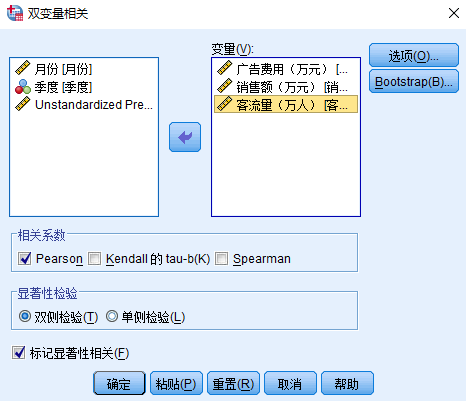 双变量相关
变量(V):
月份 [月份]
季度 [季度]
Unstandardized Pre...
广告费用（万元）[...
销售额（万元）[销...
客流量（万人）[客...
选项(O)...
Bootstrap(B)...
相关系数
Pearson Kendall 的 tau-b(K) Spearman
显著性检验
双侧检验(T) 单侧检验(L)
标记显著性相关(F)
确定 粘贴(P) 重置(R) 取消 帮助